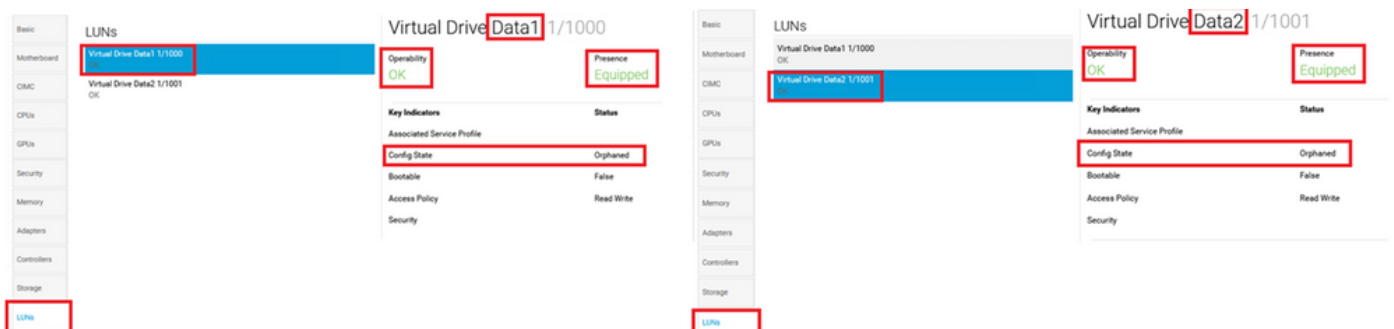 Basic
Motherboard
CIMC
CPUs
GPUs
Security
Memory
Adapters
Controllers
Storage
LUNs
LUNs
Virtual Drive Data1 1/1000
OK
Virtual Drive Data2 1/1001
OK
Virtual Drive Data1 1/1000
Operability Presence
OK Equipped
Key Indicators Status
Associated Service Profile
Config State Orphaned
Bootable False
Access Policy Read Write
Security
Basic
Motherboard
CIMC
CPUs
GPUs
Security
Memory
Adapters
Controllers
Storage
LUNs
LUNs
Virtual Drive Data1 1/1000
OK
Virtual Drive Data2 1/1001
OK
Virtual Drive Data2 1/1001
Operability Presence
OK Equipped
Key Indicators Status
Associated Service Profile
Config State Orphaned
Bootable False
Access Policy Read Write
Security